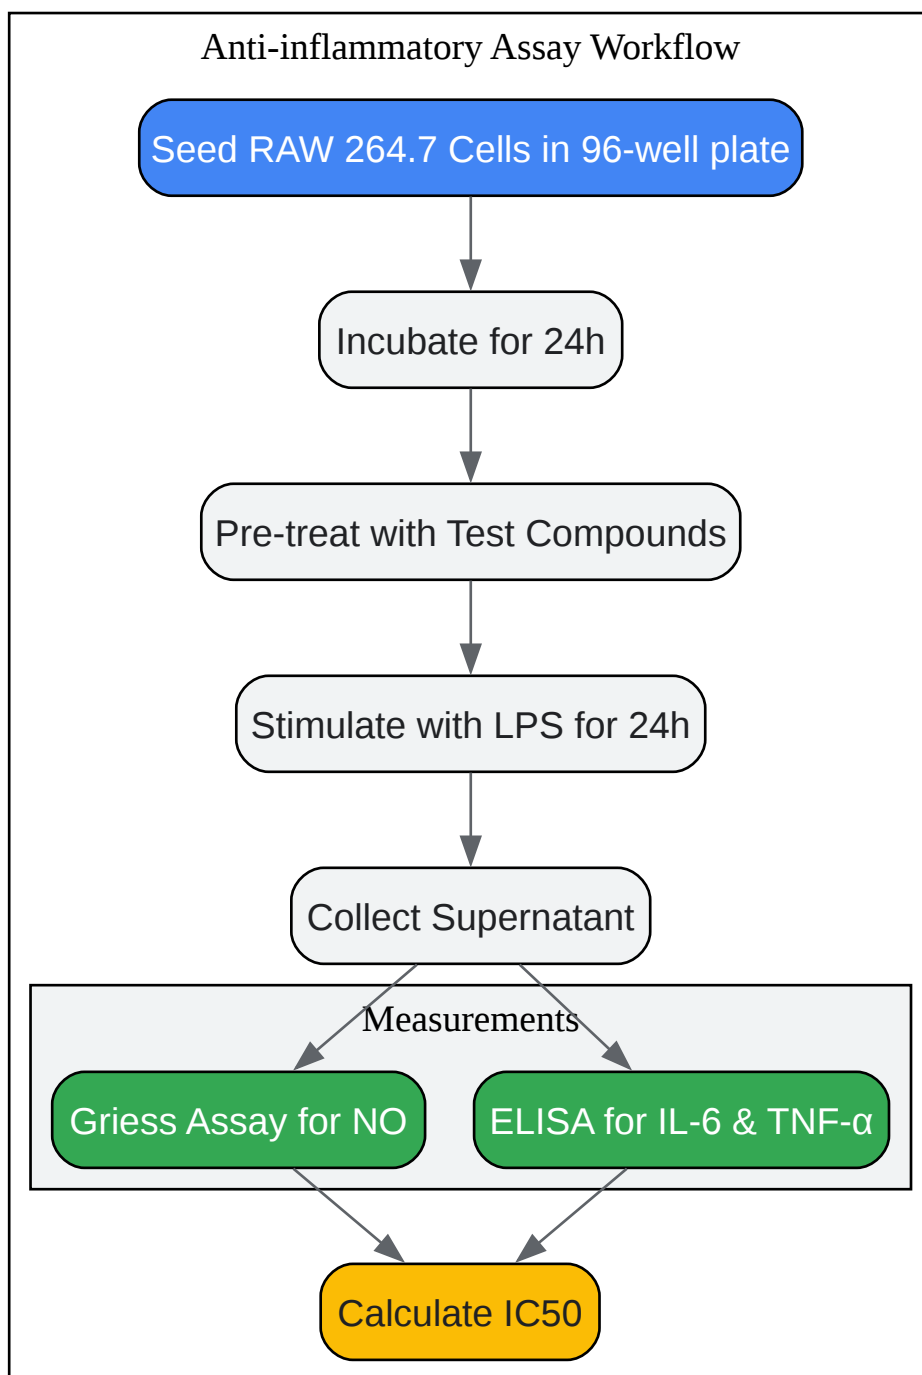 Anti-inflammatory Assay Workflow
Seed RAW 264.7 Cells in 96-well plate
Incubate for 24h
Pre-treat with Test Compounds
Stimulate with LPS for 24h
Collect Supernatant
Measurements
Griess Assay for NO
ELISA for IL-6 & TNF-α
Calculate IC50